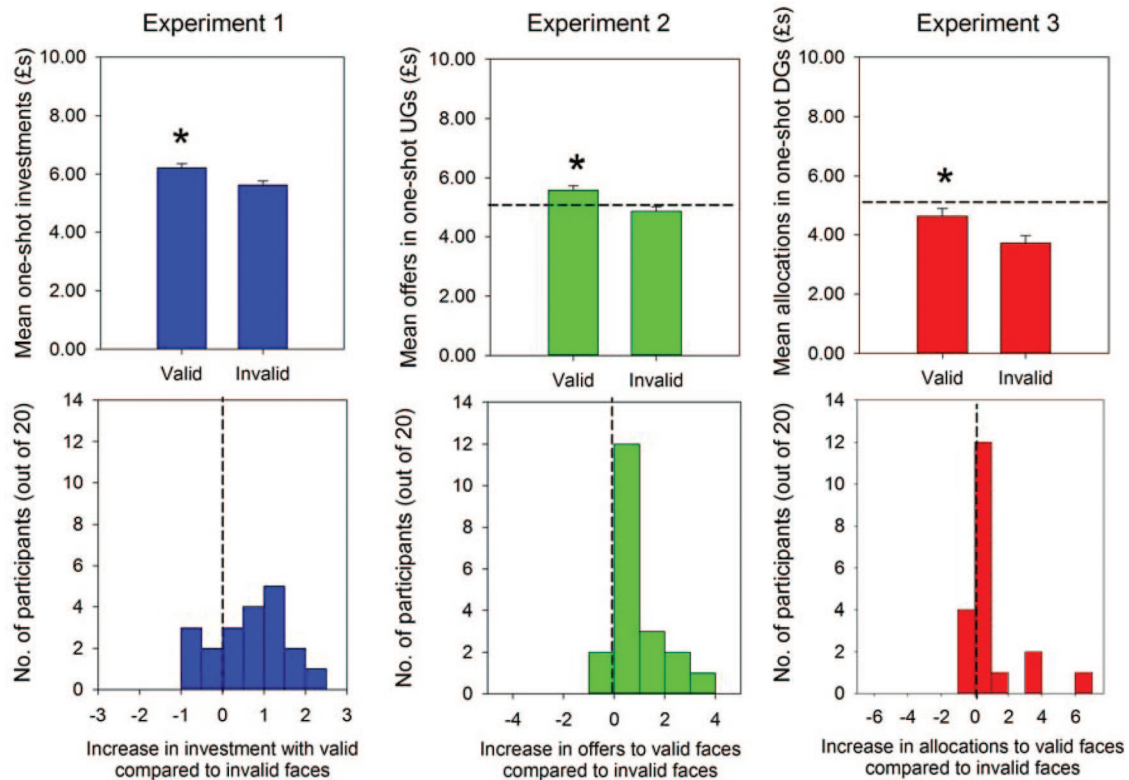 Experiment 1
Mean one-shot investments (£s)
10.00
8.00
6.00
4.00
2.00
0.00
*
Valid
Invalid
Experiment 2
Mean offers in one-shot UGs (£s)
10.00
8.00
6.00
4.00
2.00
0.00
*
Valid
Invalid
Experiment 3
Mean allocations in one-shot DGs (£s)
10.00
8.00
6.00
4.00
2.00
0.00
*
Valid
Invalid
No. of participants (out of 20)
14
12
10
8
6
4
2
0
-3 -2 -1 0 1 2 3
Increase in investment with valid
compared to invalid faces
No. of participants (out of 20)
14
12
10
8
6
4
2
0
-4 -2 0 2 4
Increase in offers to valid faces
compared to invalid faces
No. of participants (out of 20)
14
12
10
8
6
4
2
0
-6 -4 -2 0 2 4 6
Increase in allocations to valid faces
compared to invalid faces